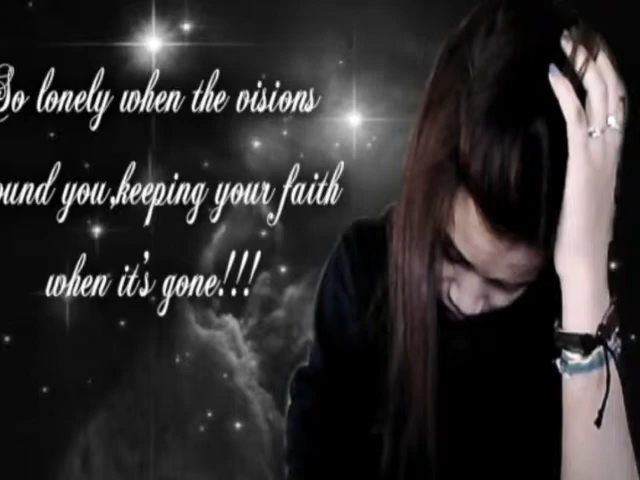 So lonely when the visions
ound you,keeping your faith
when it's gone!!!